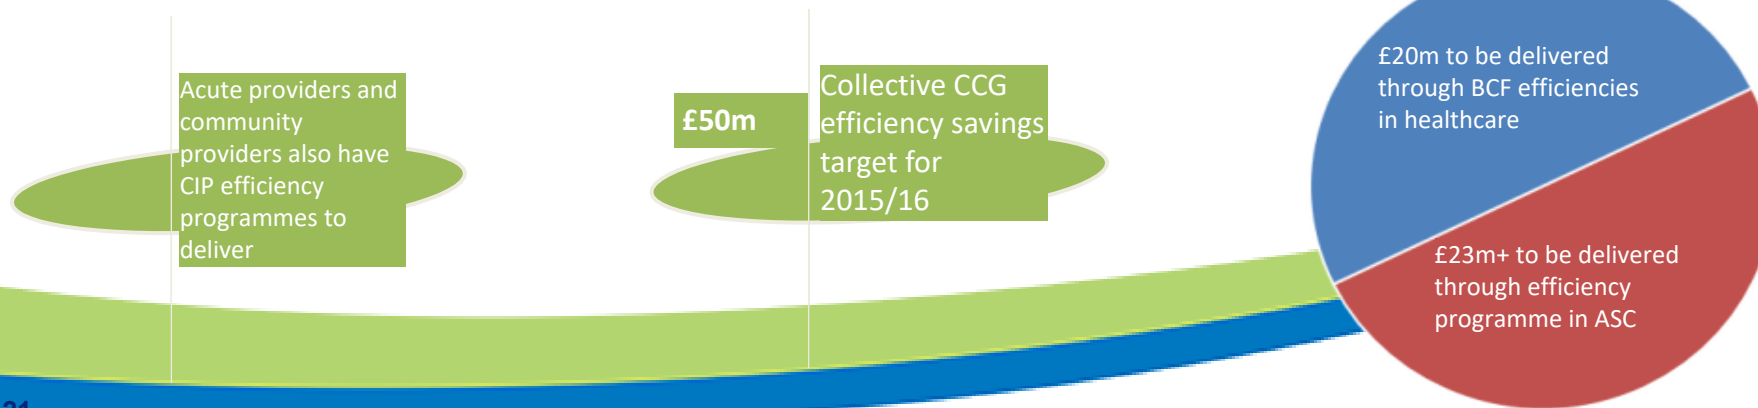 Acute providers and
community
providers also have
CIP efficiency
programmes to
deliver
£50m
Collective CCG
efficiency savings
target for
2015/16
£20m to be delivered
through BCF efficiencies
in healthcare
£23m+ to be delivered
through efficiency
programme in ASC